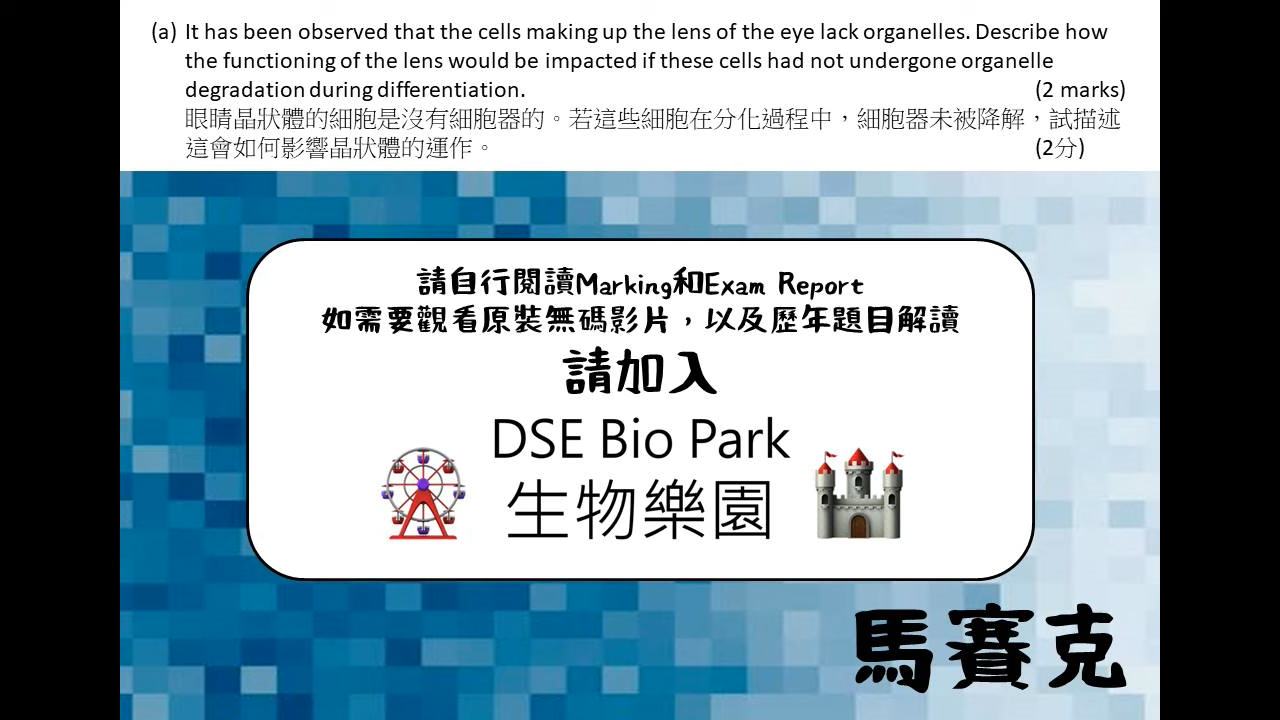 (a) It has been observed that the cells making up the lens of the eye lack organelles. Describe how
the functioning of the lens would be impacted if these cells had not undergone organelle
degradation during differentiation. (2 marks)
眼睛晶狀體的細胞是沒有細胞器的。若這些細胞在分化過程中，細胞器未被降解，試描述
這會如何影響晶狀體的運作。 (2分)
請自行閱讀Marking和Exam Report
如需要觀看原裝無碼影片，以及歷年題目解讀
請加入
DSE Bio Park
生物樂園
馬賽克